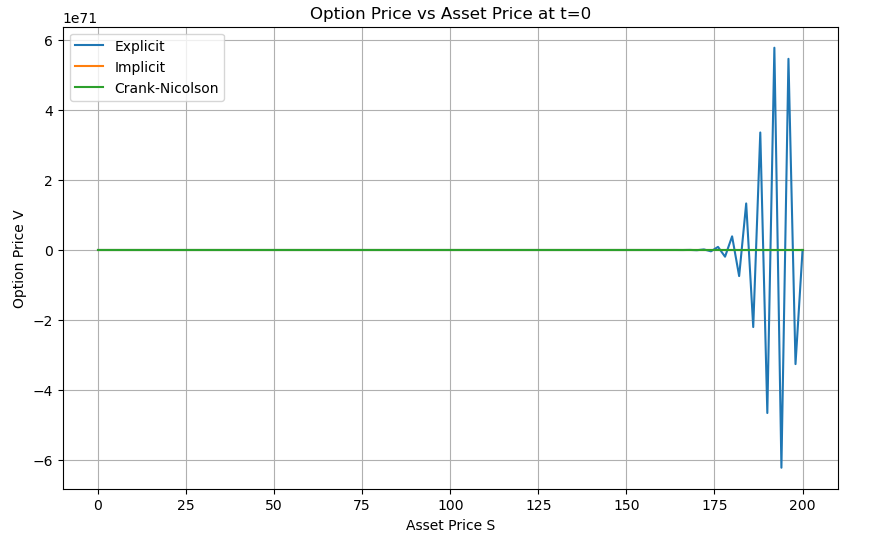 Option Price vs Asset Price at t=0
1e71
Explicit
Implicit
Crank-Nicolson
6
4
2
0
−2
−4
−6
Option Price V
0 25 50 75 100 125 150 175 200
Asset Price S